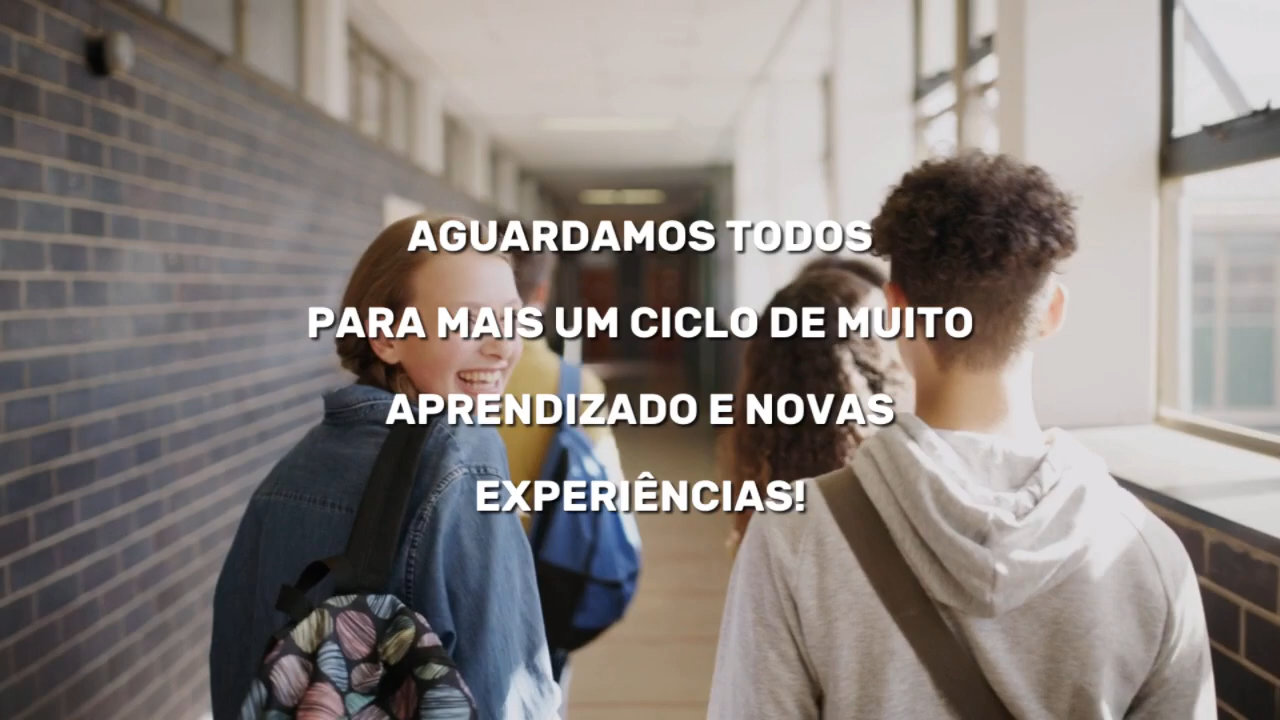 AGUARDAMOS TODOS
PARA MAIS UM CICLO DE MUITO
APRENDIZADO E NOVAS
EXPERIÊNCIAS!